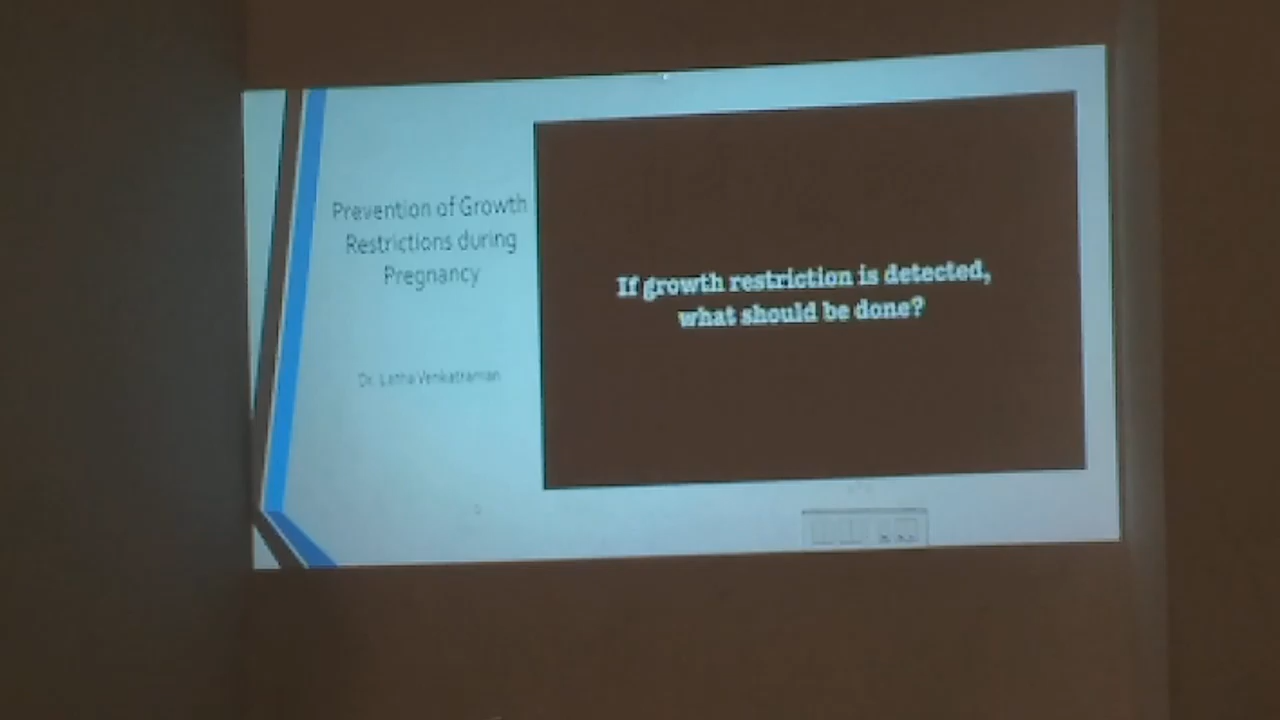 Prevention of Growth
Restrictions during
Pregnancy
Dr. Latha Venkatraman
If growth restriction is detected,
what should be done?